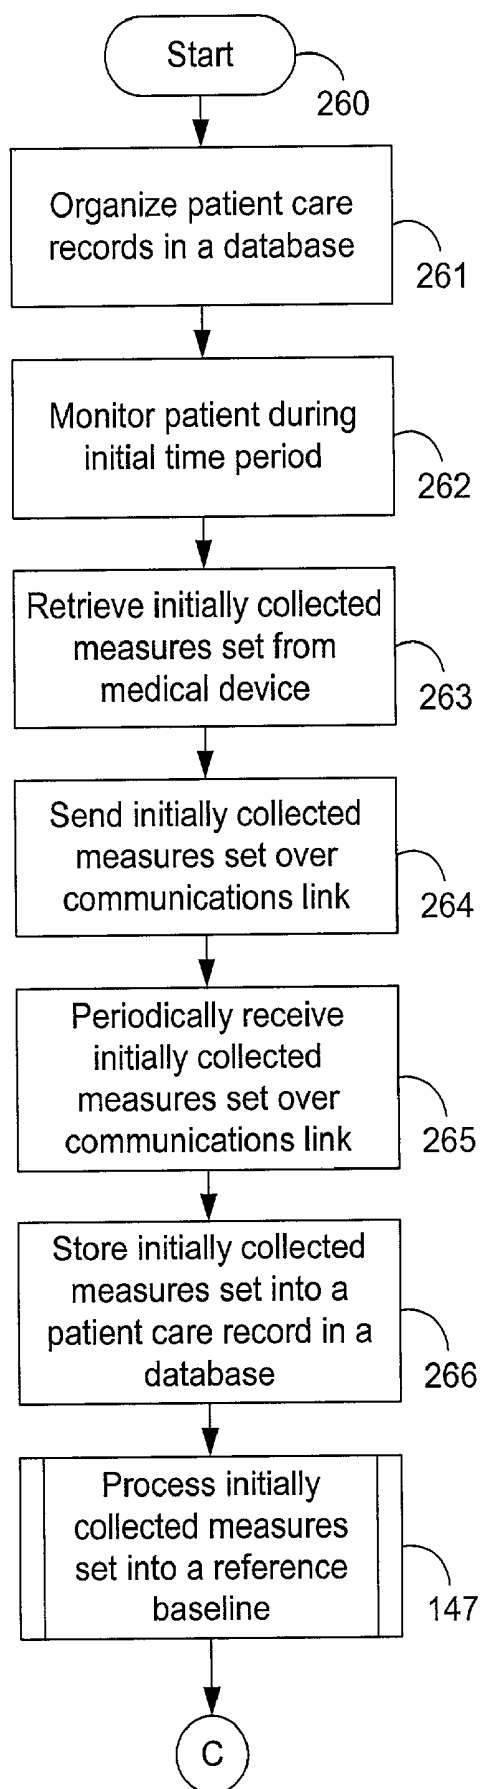 Start
260
Organize patient care
records in a database
261
Monitor patient during
initial time period
262
Retrieve initially collected
measures set from
medical device
263
Send initially collected
measures set over
communications link
264
Periodically receive
initially collected
measures set over
communications link
265
Store initially collected
measures set into a
patient care record in a
database
266
Process initially
collected measures
set into a reference
baseline
147
C